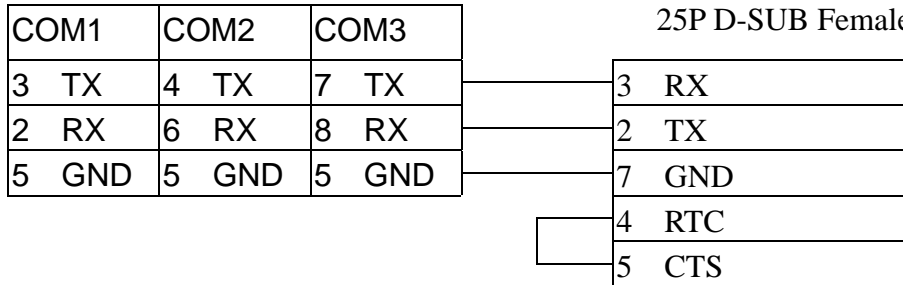 COM1 COM2 COM3
25P D-SUB Female
3 TX 4 TX 7 TX 3 RX
2 RX 6 RX 8 RX 2 TX
5 GND 5 GND 5 GND 7 GND
4 RTC
5 CTS